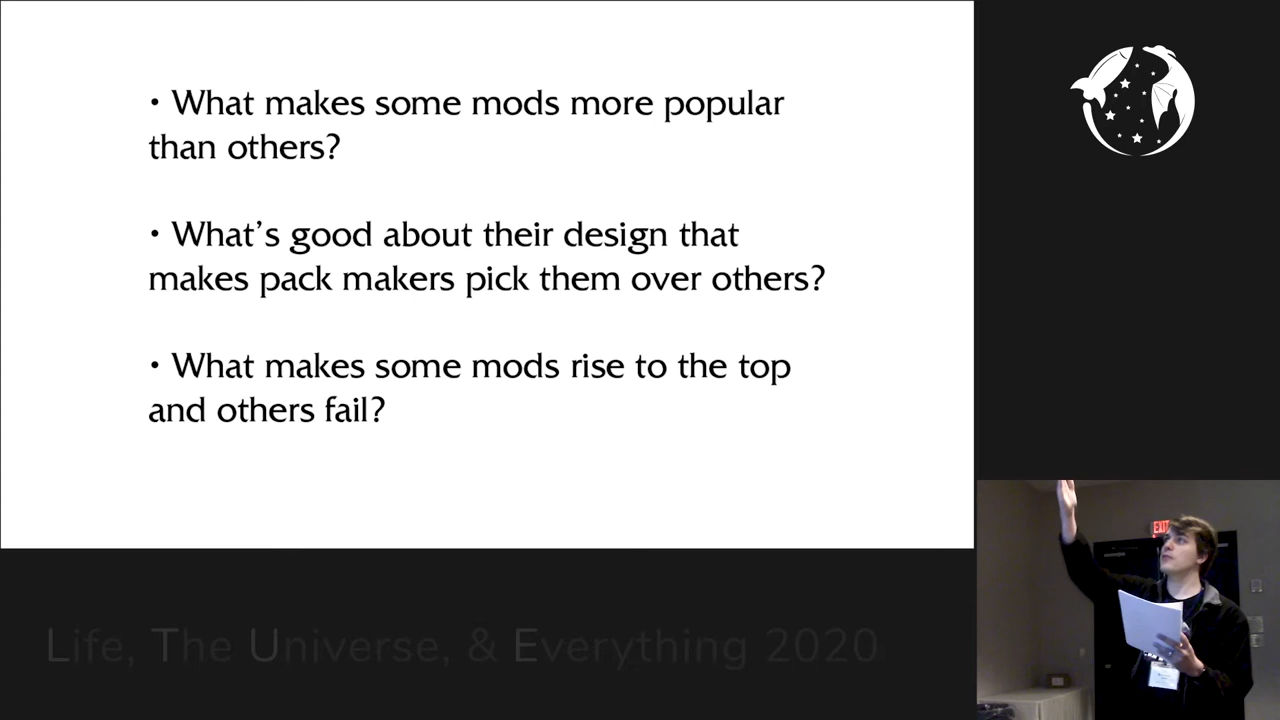 • What makes some mods more popular
than others?
• What’s good about their design that
makes pack makers pick them over others?
• What makes some mods rise to the top
and others fail?
EXIT
Life, The Universe, & Everything 2020